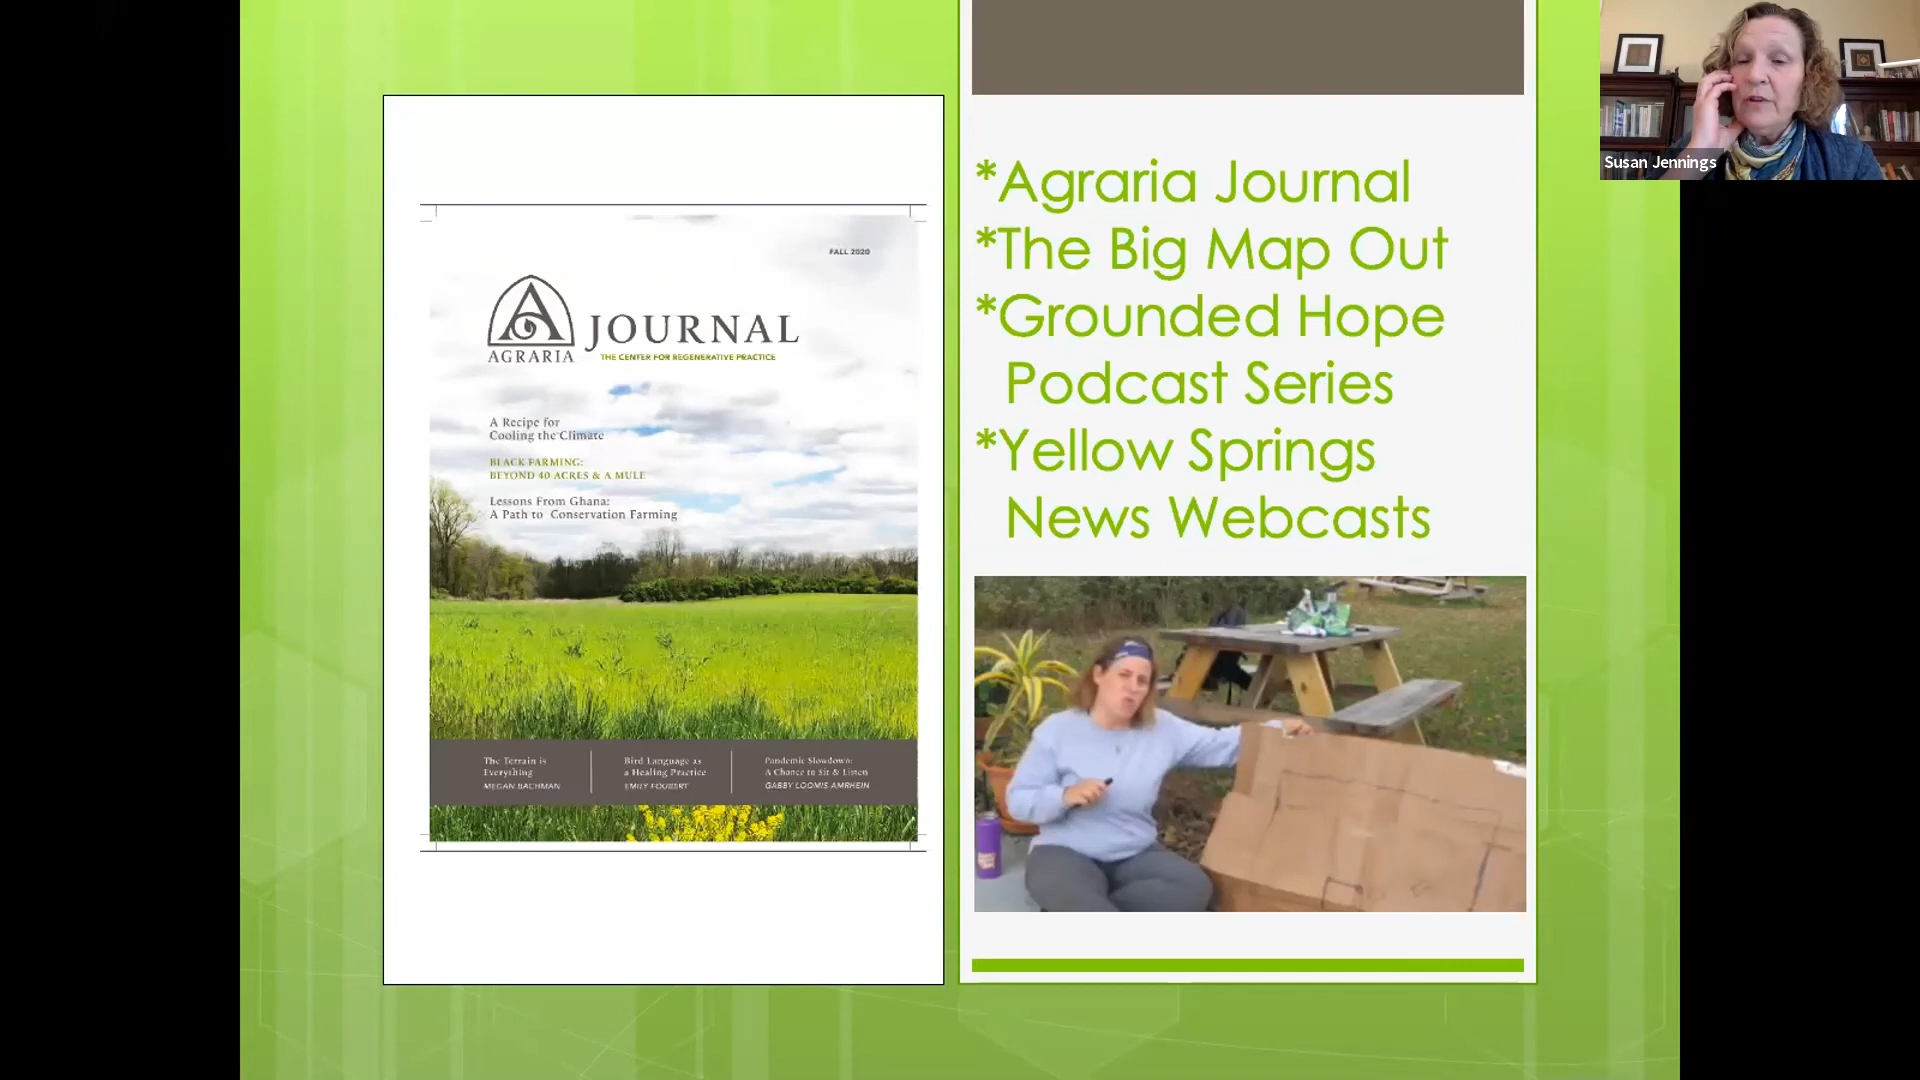 FALL 2020
JOURNAL
AGRARIA
THE CENTER FOR REGENERATIVE PRACTICE
A Recipe for
Cooling the Climate
BLACK FARMING:
BEYOND 40 ACRES & A MULE
Lessons From Ghana:
A Path to Conservation Farming
The Terrain is
Everything
MEGAN BACHMAN
Bird Language as
a Healing Practice
EMILY FOUBERT
Pandemic Slowdown:
A Chance to Sit & Listen
GABBY LOOMIS-AMRHEIN
*Agraria Journal
*The Big Map Out
*Grounded Hope
Podcast Series
*Yellow Springs
News Webcasts
Susan Jennings